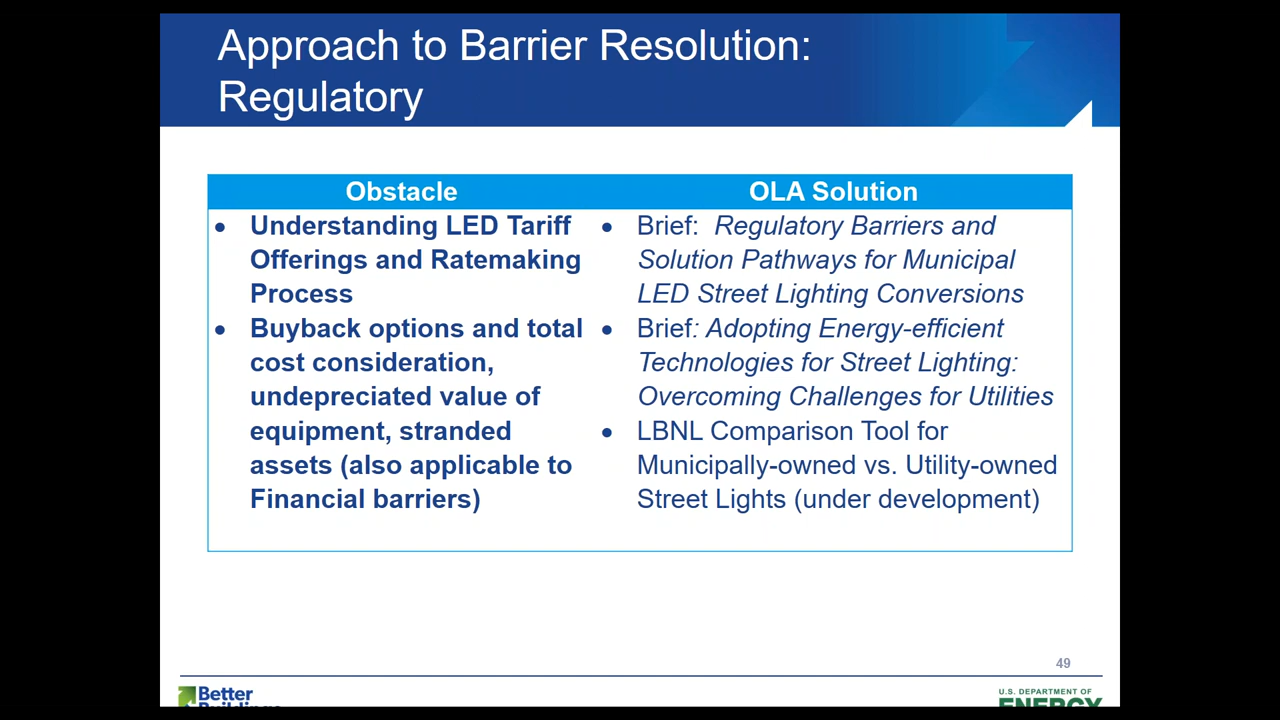 Approach to Barrier Resolution:
Regulatory
Obstacle
• Understanding LED Tariff
Offerings and Ratemaking
Process
• Buyback options and total
cost consideration,
undepreciated value of
equipment, stranded
assets (also applicable to
Financial barriers)
OLA Solution
• Brief:  Regulatory Barriers and
Solution Pathways for Municipal
LED Street Lighting Conversions
• Brief: Adopting Energy-efficient
Technologies for Street Lighting:
Overcoming Challenges for Utilities
• LBNL Comparison Tool for
Municipally-owned vs. Utility-owned
Street Lights (under development)
49
Better
Buildings
U.S. DEPARTMENT OF
ENERGY